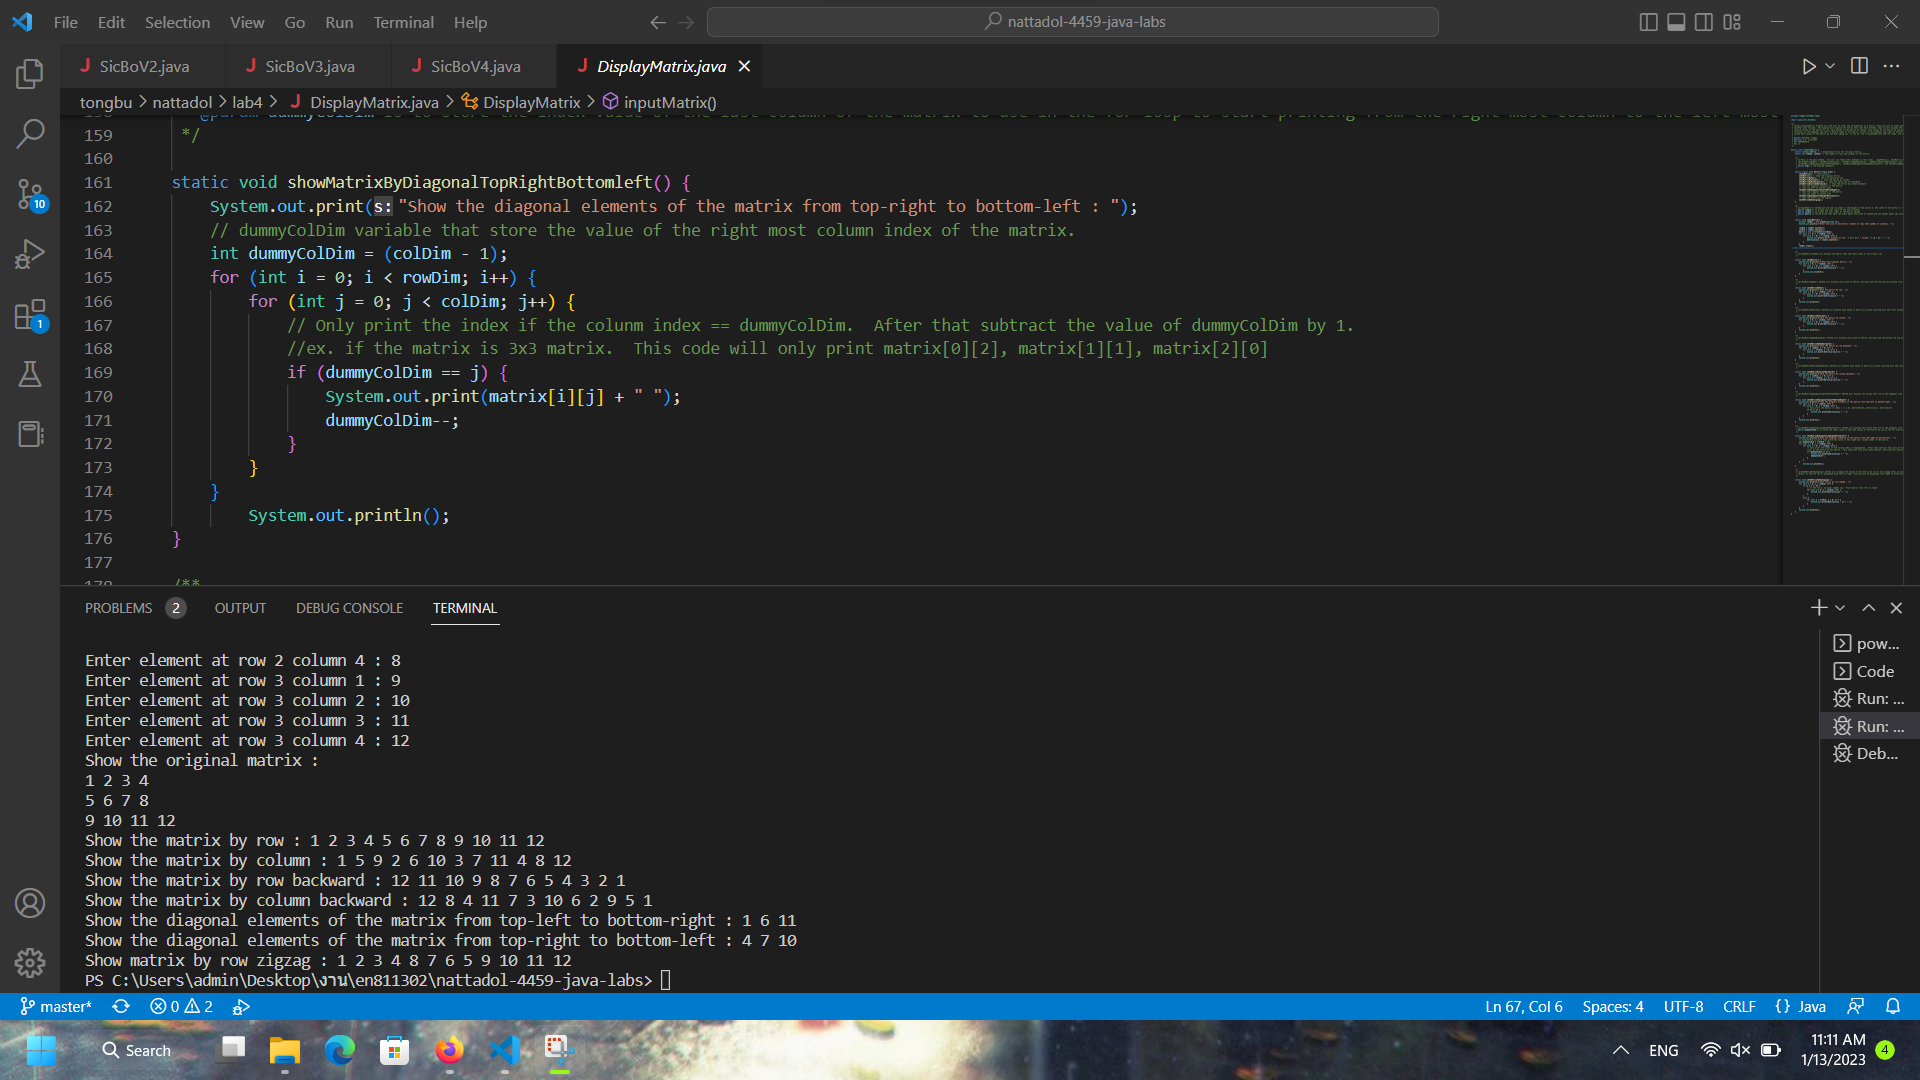 File Edit Selection View Go Run Terminal Help
nattadol-4459-java-labs
SicBoV2.java SicBoV3.java SicBoV4.java DisplayMatrix.java
tongbu > nattadol > lab4 > DisplayMatrix.java > DisplayMatrix > inputMatrix()
159 */
160
161 static void showMatrixByDiagonalTopRightBottomleft() {
162 System.out.print(s:"Show the diagonal elements of the matrix from top-right to bottom-left : ");
163 // dummyColDim variable that store the value of the right most column index of the matrix.
164 int dummyColDim = (colDim - 1);
165 for (int i = 0; i < rowDim; i++) {
166 for (int j = 0; j < colDim; j++) {
167 // Only print the index if the colunm index == dummyColDim.  After that subtract the value of dummyColDim by 1.
168 //ex. if the matrix is 3x3 matrix.  This code will only print matrix[0][2], matrix[1][1], matrix[2][0]
169 if (dummyColDim == j) {
170 System.out.print(matrix[i][j] + " ");
171 dummyColDim--;
172 }
173 }
174 }
175 System.out.println();
176 }
177
/**
PROBLEMS 2 OUTPUT DEBUG CONSOLE TERMINAL
Enter element at row 2 column 4 : 8
Enter element at row 3 column 1 : 9
Enter element at row 3 column 2 : 10
Enter element at row 3 column 3 : 11
Enter element at row 3 column 4 : 12
Show the original matrix :
1 2 3 4
5 6 7 8
9 10 11 12
Show the matrix by row : 1 2 3 4 5 6 7 8 9 10 11 12
Show the matrix by column : 1 5 9 2 6 10 3 7 11 4 8 12
Show the matrix by row backward : 12 11 10 9 8 7 6 5 4 3 2 1
Show the matrix by column backward : 12 8 4 11 7 3 10 6 2 9 5 1
Show the diagonal elements of the matrix from top-left to bottom-right : 1 6 11
Show the diagonal elements of the matrix from top-right to bottom-left : 4 7 10
Show matrix by row zigzag : 1 2 3 4 8 7 6 5 9 10 11 12
PS C:\Users\admin\Desktop\งาน\en811302\nattadol-4459-java-labs>
pow...
Code
Run: ...
Run: ...
Deb...
10
1
master* 0 2 Ln 67, Col 6 Spaces: 4 UTF-8 CRLF {} Java
Search ENG 11:11 AM
1/13/2023 4